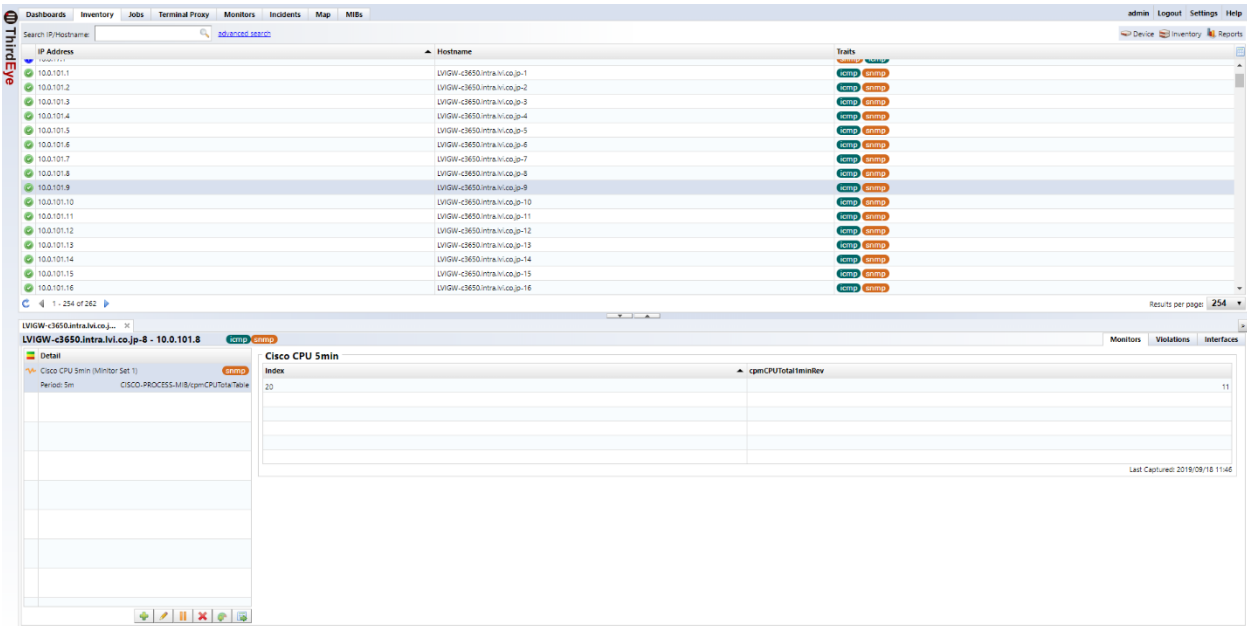 ThirdEye
Dashboards Inventory Jobs Terminal Proxy Monitors Incidents Map MIBs admin Logout Settings Help
Search IP/Hostname: advanced search Device Inventory Reports
IP Address Hostname Traits
snmp icmp
10.0.101.1 LVIGW-c3650.intra.lvi.co.jp-1 icmp snmp
10.0.101.2 LVIGW-c3650.intra.lvi.co.jp-2 icmp snmp
10.0.101.3 LVIGW-c3650.intra.lvi.co.jp-3 icmp snmp
10.0.101.4 LVIGW-c3650.intra.lvi.co.jp-4 icmp snmp
10.0.101.5 LVIGW-c3650.intra.lvi.co.jp-5 icmp snmp
10.0.101.6 LVIGW-c3650.intra.lvi.co.jp-6 icmp snmp
10.0.101.7 LVIGW-c3650.intra.lvi.co.jp-7 icmp snmp
10.0.101.8 LVIGW-c3650.intra.lvi.co.jp-8 icmp snmp
10.0.101.9 LVIGW-c3650.intra.lvi.co.jp-9 icmp snmp
10.0.101.10 LVIGW-c3650.intra.lvi.co.jp-10 icmp snmp
10.0.101.11 LVIGW-c3650.intra.lvi.co.jp-11 icmp snmp
10.0.101.12 LVIGW-c3650.intra.lvi.co.jp-12 icmp snmp
10.0.101.13 LVIGW-c3650.intra.lvi.co.jp-13 icmp snmp
10.0.101.14 LVIGW-c3650.intra.lvi.co.jp-14 icmp snmp
10.0.101.15 LVIGW-c3650.intra.lvi.co.jp-15 icmp snmp
10.0.101.16 LVIGW-c3650.intra.lvi.co.jp-16 icmp snmp
1 - 254 of 262 Results per page: 254
LVIGW-c3650.intra.lvi.co.j...
LVIGW-c3650.intra.lvi.co.jp-8 - 10.0.101.8 icmp snmp Monitors Violations Interfaces
Detail Cisco CPU 5min
Cisco CPU 5min (Minitor Set 1) snmp Index cpmCPUTotal1minRev
Period: 5m CISCO-PROCESS-MIB/cpmCPUTotalTable 20 11
Last Captured: 2019/09/18 11:46